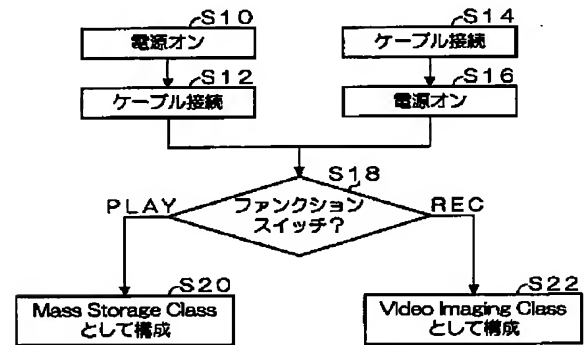 S10
電源オン
S12
ケーブル接続
S14
ケーブル接続
S16
電源オン
S18
ファンクション
スイッチ?
PLAY
REC
S20
Mass Storage Class
として構成
S22
Video Imaging Class
として構成